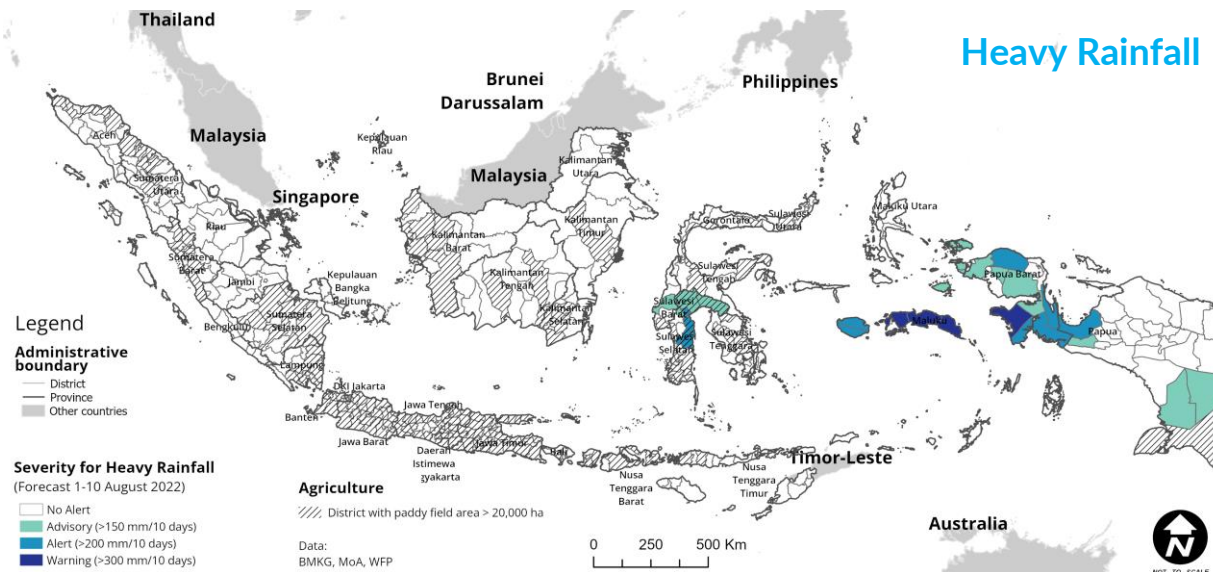 Thailand
Heavy Rainfall
Brunei
Darussalam
Philippines
Malaysia
Aceh
Kepulauan
Riau
Sumatera
Utara
Malaysia
Kalimantan
Utara
Singapore
Maluku Utara
Riau
Gorontalo
Sulawesi
Utara
Kalimantan
Timur
Kalimantan
Barat
Sumatera
Barat
Sulawesi
Tengah
Papua Barat
Kalimantan
Tengah
Jambi
Kepulauan
Bangka
Belitung
Sulawesi
Barat
Kalimantan
Selatan
Maluku
Sumatera
Selatan
Bengkulu
Sulawesi
Tenggara
Papua
Sulawesi
Selatan
Lampung
DKI Jakarta
Jawa Tengah
Banten
Jawa Barat
Jawa Timur
Daerah
Istimewa
gyakarta
Bali
Nusa
Tenggara
Barat
Nusa
Tenggara
Timur
Timor-Leste
Australia
Legend
Administrative
boundary
District
Province
Other countries
Severity for Heavy Rainfall
(Forecast 1-10 August 2022)
No Alert
Advisory (>150 mm/10 days)
Alert (>200 mm/10 days)
Warning (>300 mm/10 days)
Agriculture
District with paddy field area > 20,000 ha
Data:
BMKG, MoA, WFP
0 250 500 Km
N
NOT TO SCALE